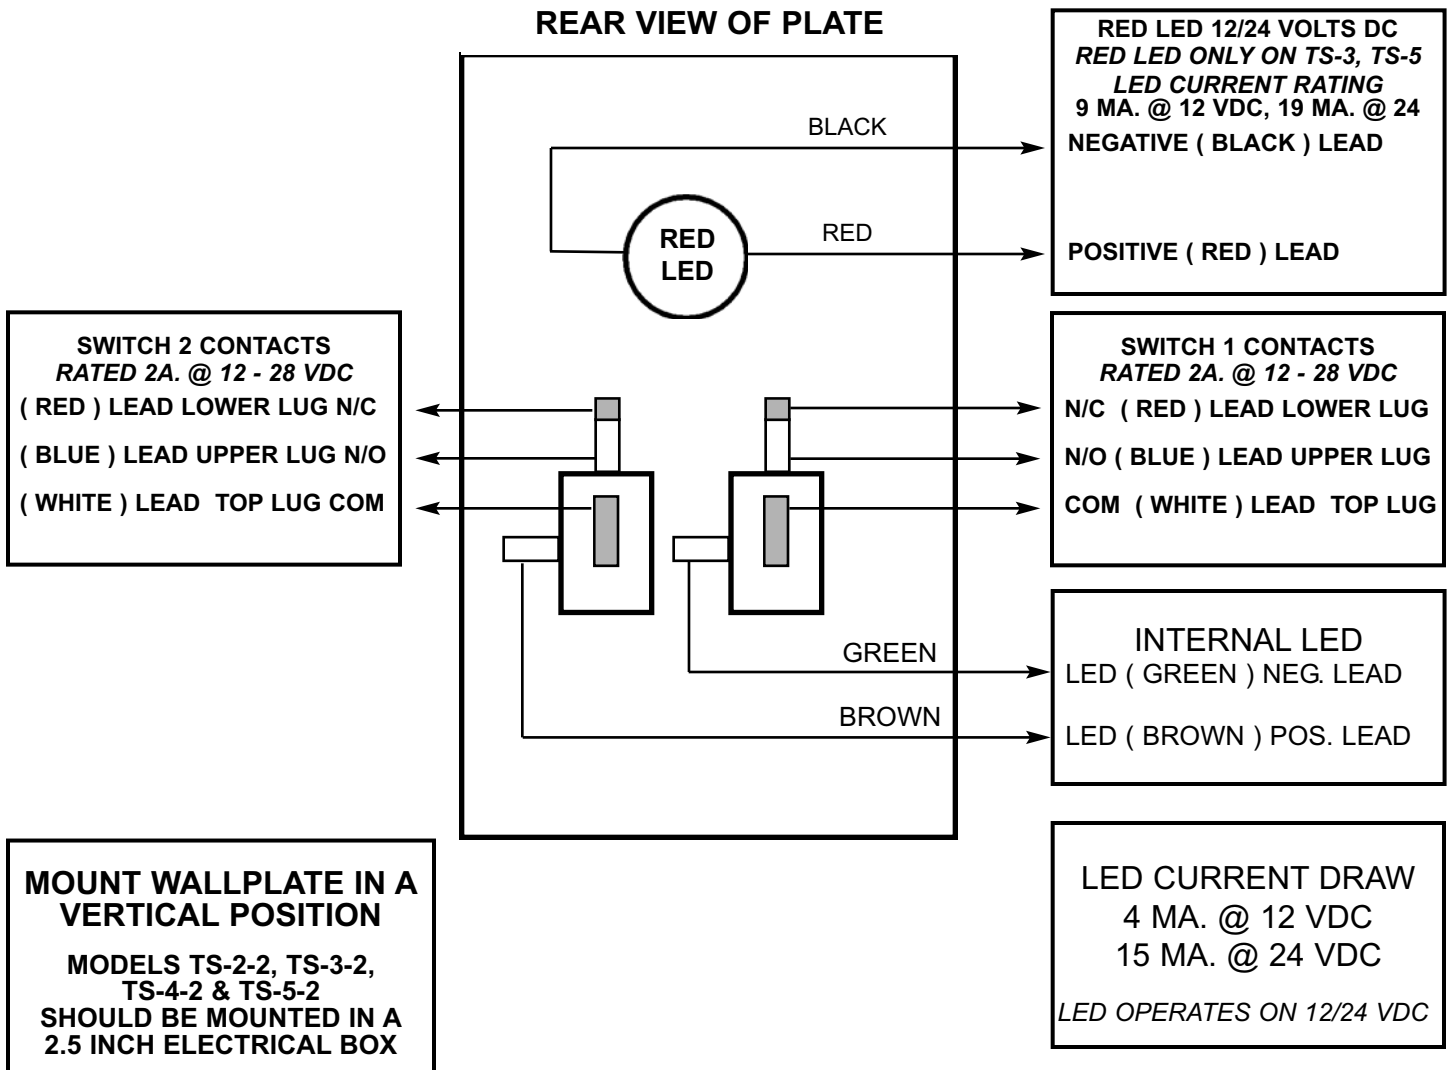 REAR VIEW OF PLATE
RED LED 12/24 VOLTS DC
RED LED ONLY ON TS-3, TS-5
LED CURRENT RATING
9 MA. @ 12 VDC, 19 MA. @ 24
NEGATIVE ( BLACK ) LEAD
POSITIVE ( RED ) LEAD
BLACK
RED
RED
LED
SWITCH 2 CONTACTS
RATED 2A. @ 12 - 28 VDC
( RED ) LEAD LOWER LUG N/C
( BLUE ) LEAD UPPER LUG N/O
( WHITE ) LEAD TOP LUG COM
SWITCH 1 CONTACTS
RATED 2A. @ 12 - 28 VDC
N/C ( RED ) LEAD LOWER LUG
N/O ( BLUE ) LEAD UPPER LUG
COM ( WHITE ) LEAD TOP LUG
GREEN
BROWN
INTERNAL LED
LED ( GREEN ) NEG. LEAD
LED ( BROWN ) POS. LEAD
MOUNT WALLPLATE IN A
VERTICAL POSITION
MODELS TS-2-2, TS-3-2,
TS-4-2 & TS-5-2
SHOULD BE MOUNTED IN A
2.5 INCH ELECTRICAL BOX
LED CURRENT DRAW
4 MA. @ 12 VDC
15 MA. @ 24 VDC
LED OPERATES ON 12/24 VDC